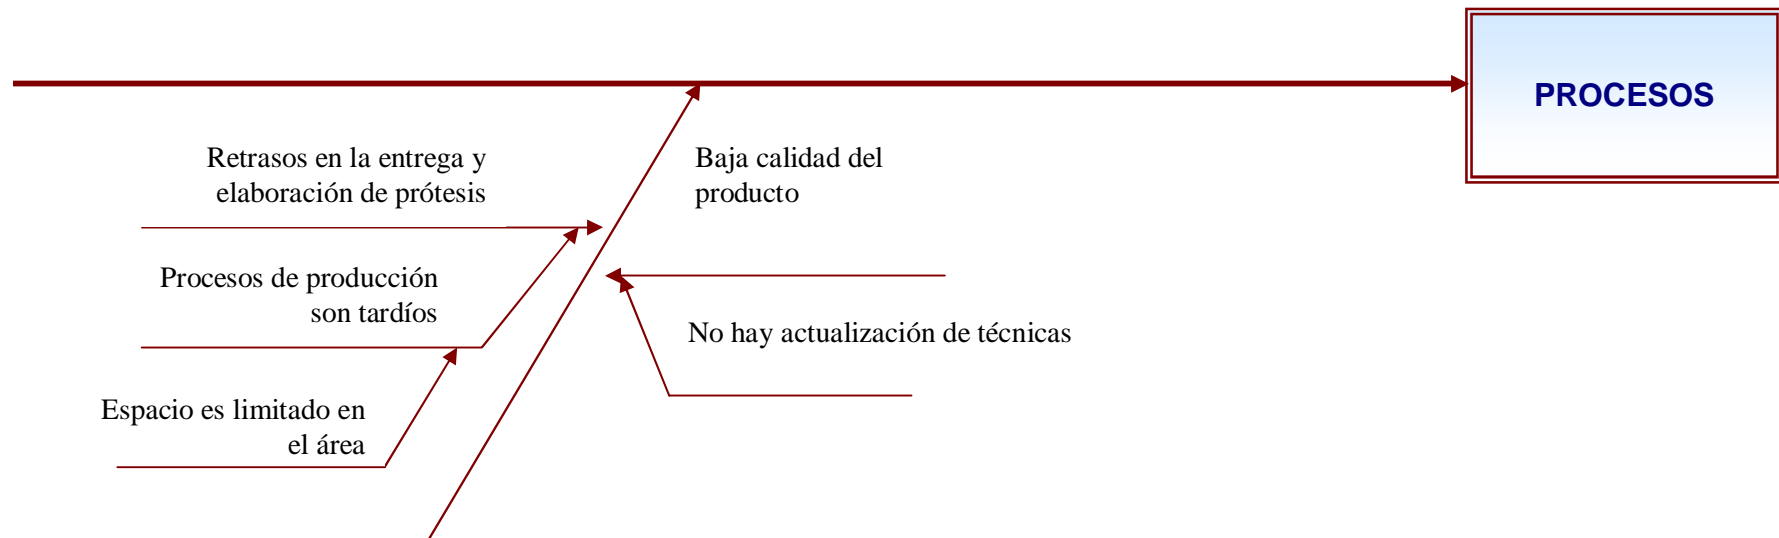 PROCESOS
Retrasos en la entrega y
elaboración de prótesis
Baja calidad del
producto
Procesos de producción
son tardíos
No hay actualización de técnicas
Espacio es limitado en
el área